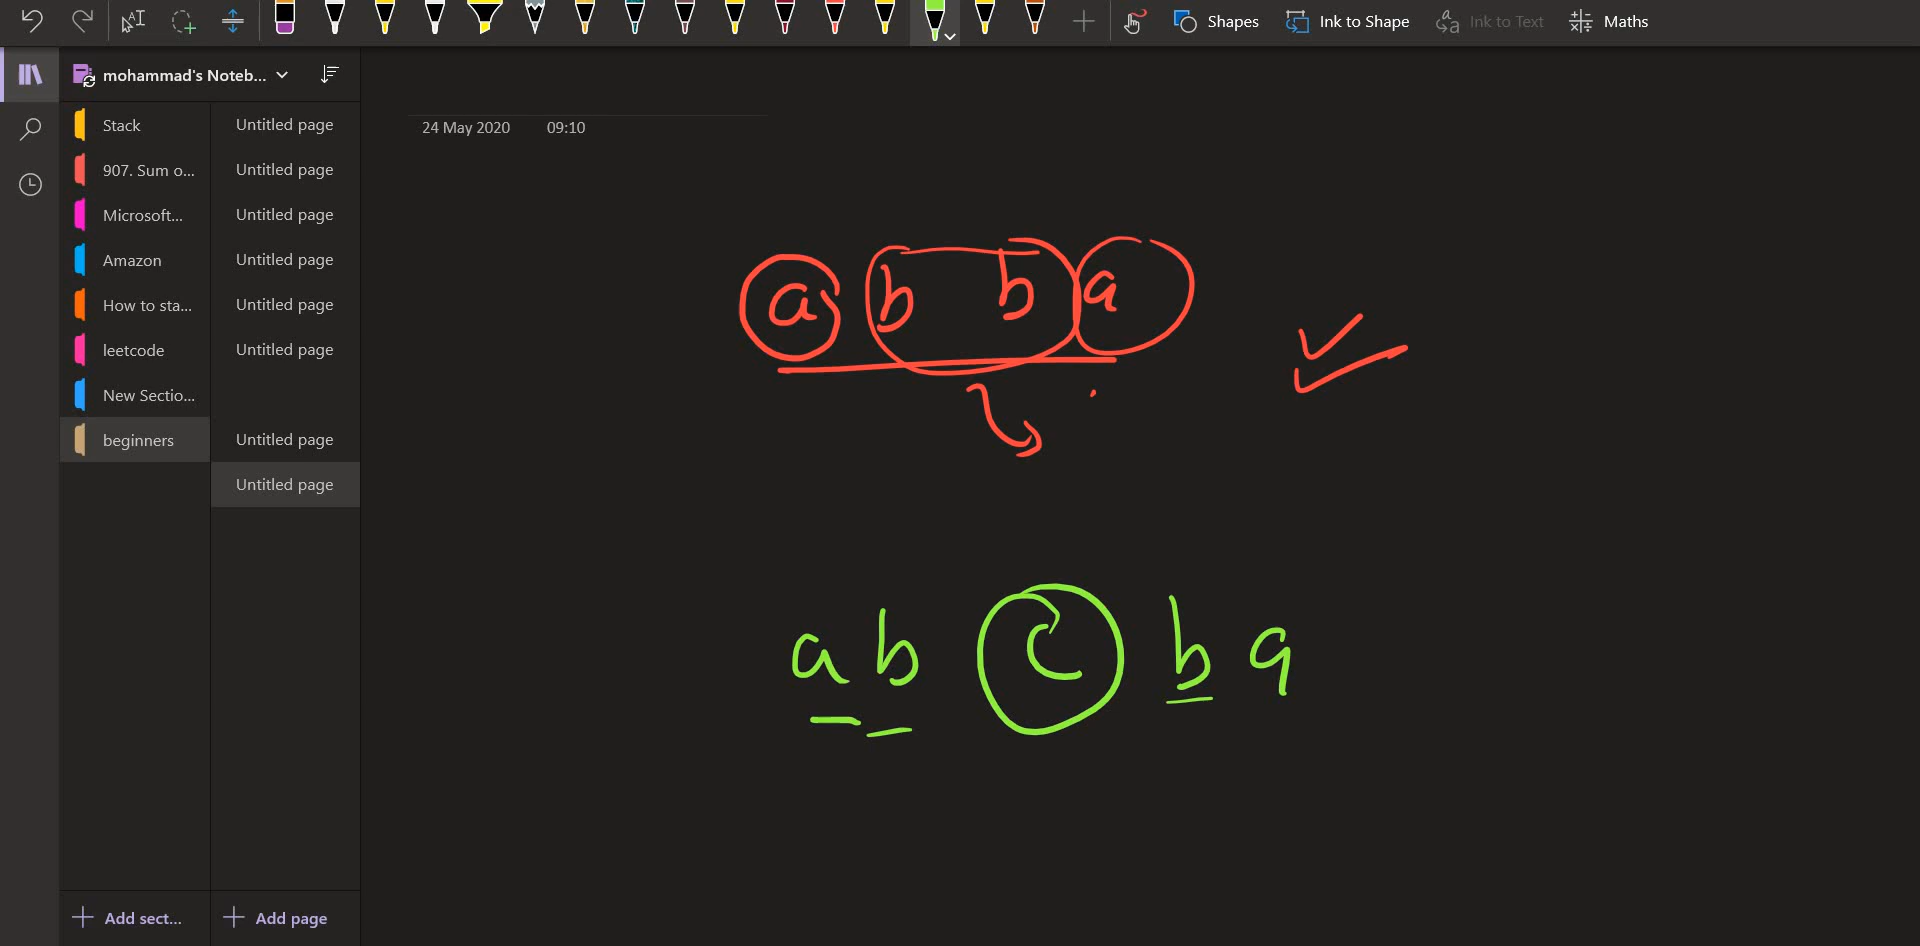 Shapes Ink to Shape Ink to Text Maths
mohammad's Noteb...
Stack
907. Sum o...
Microsoft...
Amazon
How to sta...
leetcode
New Sectio...
beginners
Untitled page
Untitled page
Untitled page
Untitled page
Untitled page
Untitled page
Untitled page
Untitled page
24 May 2020 09:10
a b b a
a b c b a
Add sect... Add page